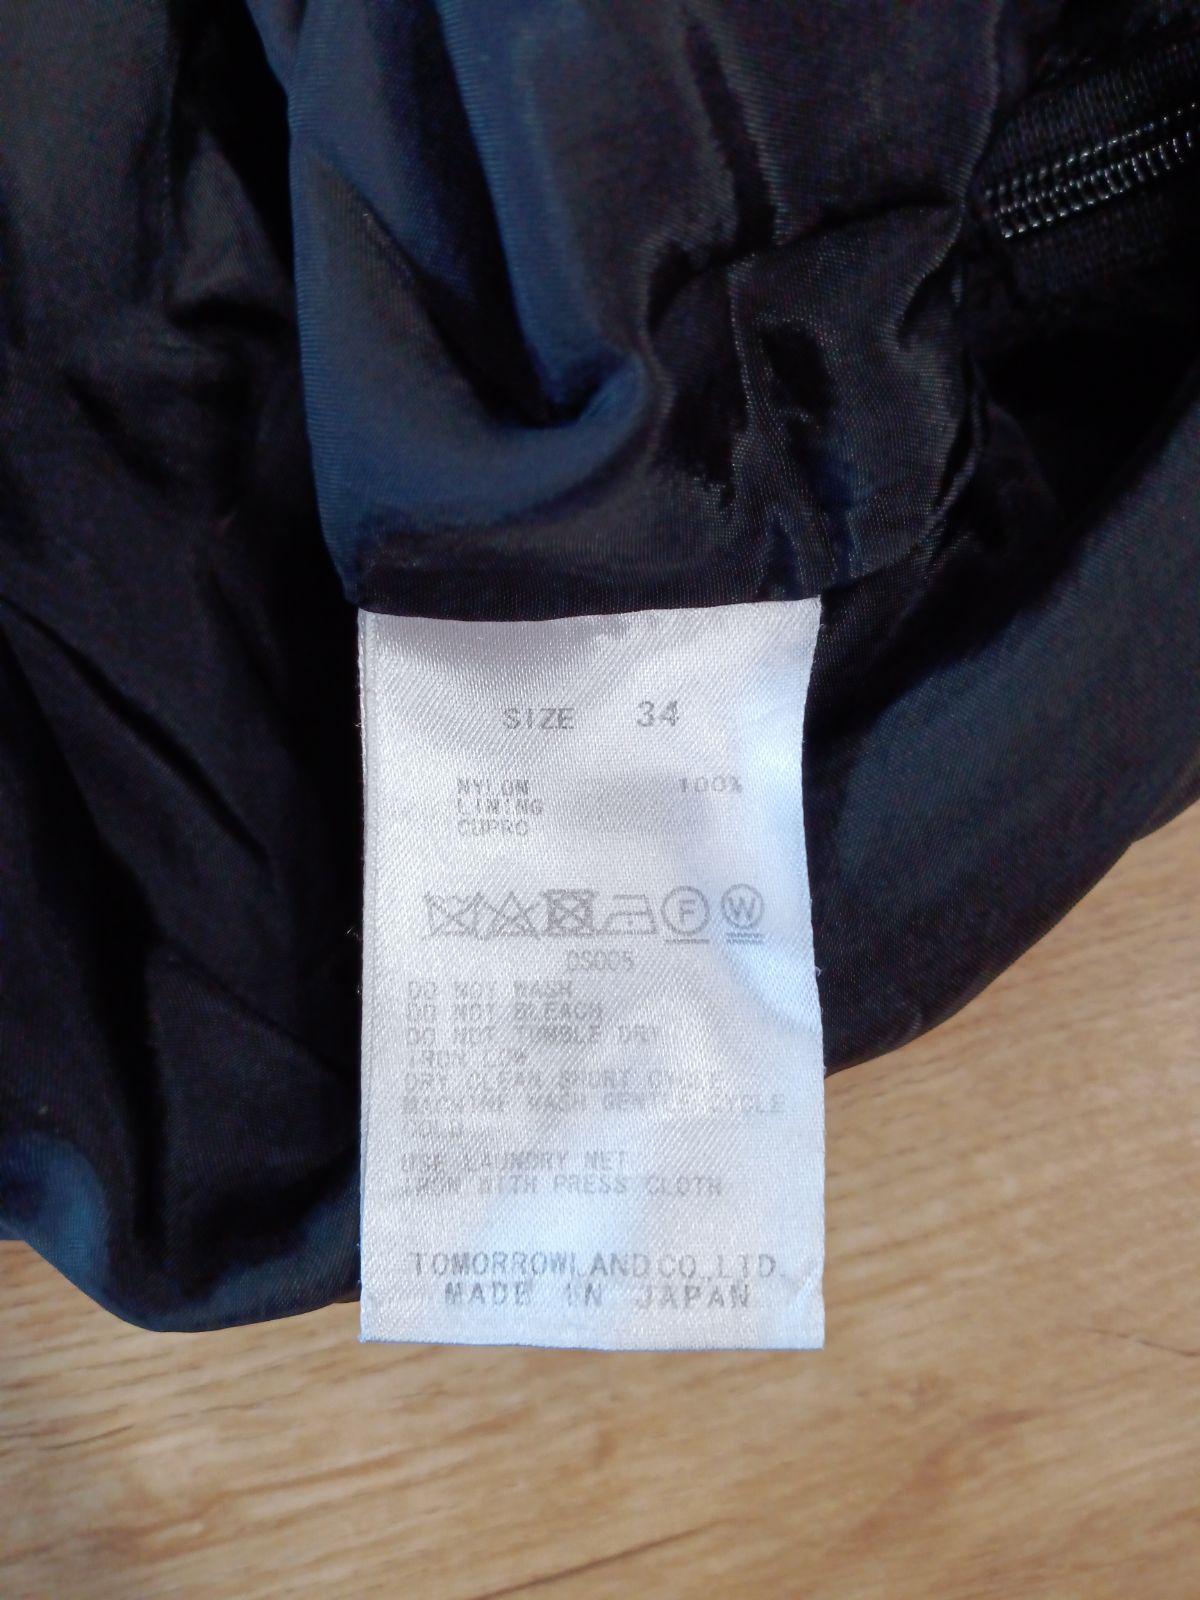 SIZE 34
NYLON 100%
LINING
CUPRO
F W
DS005
DO NOT WASH
DO NOT BLEACH
DO NOT TUMBLE DRY
IRON LOW
DRY CLEAN SHORT CYCLE
MACHINE WASH GENTLE CYCLE
COLD
USE LAUNDRY NET
IRON WITH PRESS CLOTH
TOMORROWLAND CO.,LTD.
MADE IN JAPAN